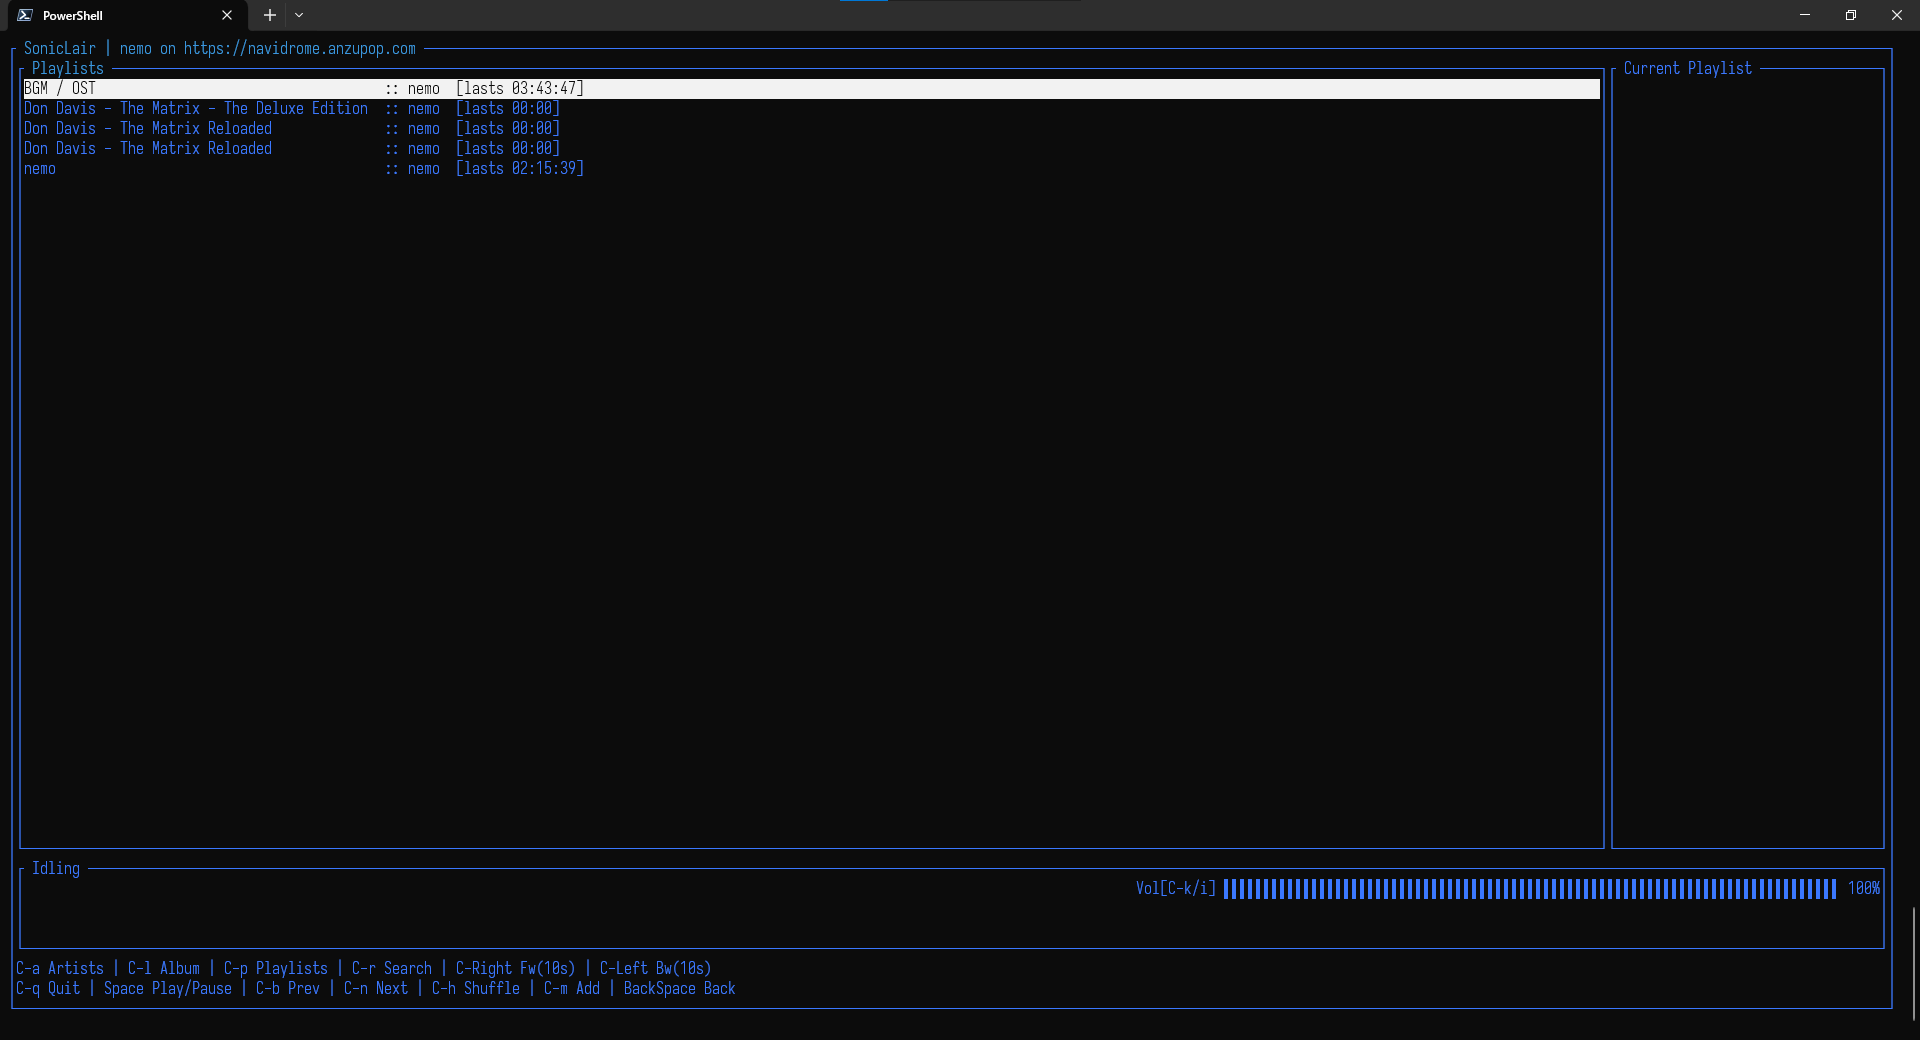 PowerShell
SonicLair | nemo on https://navidrome.anzupop.com
Playlists
Current Playlist
BGM / OST :: nemo [lasts 03:43:47]
Don Davis - The Matrix - The Deluxe Edition :: nemo [lasts 00:00]
Don Davis - The Matrix Reloaded :: nemo [lasts 00:00]
Don Davis - The Matrix Reloaded :: nemo [lasts 00:00]
nemo :: nemo [lasts 02:15:39]
Idling
Vol[C-k/i] 100%
C-a Artists | C-l Album | C-p Playlists | C-r Search | C-Right Fw(10s) | C-Left Bw(10s)
C-q Quit | Space Play/Pause | C-b Prev | C-n Next | C-h Shuffle | C-m Add | BackSpace Back